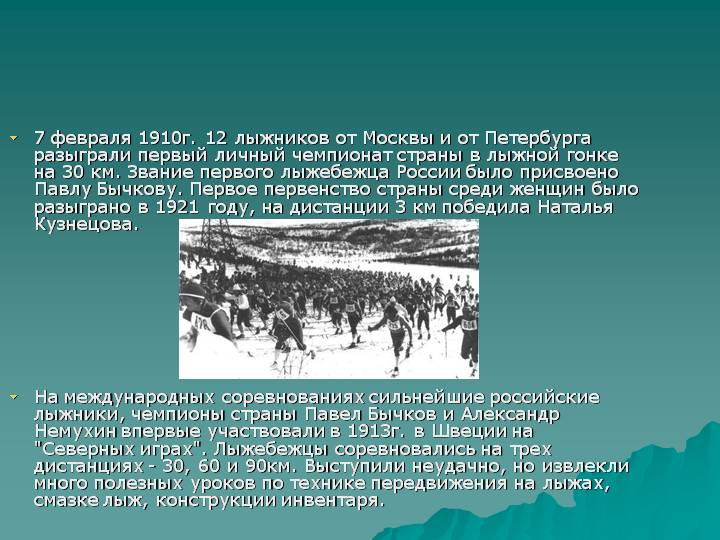 7 февраля 1910г. 12 лыжников от Москвы и от Петербурга
разыграли первый личный чемпионат страны в лыжной гонке
на 30 км. Звание первого лыжебежца России было присвоено
Павлу Бычкову. Первое первенство страны среди женщин было
разыграно в 1921 году, на дистанции 3 км победила Наталья
Кузнецова.
На международных соревнованиях сильнейшие российские
лыжники, чемпионы страны Павел Бычков и Александр
Немухин впервые участвовали в 1913г. в Швеции на
"Северных играх". Лыжебежцы соревновались на трех
дистанциях - 30, 60 и 90км. Выступили неудачно, но извлекли
много полезных уроков по технике передвижения на лыжах,
смазке лыж, конструкции инвентаря.